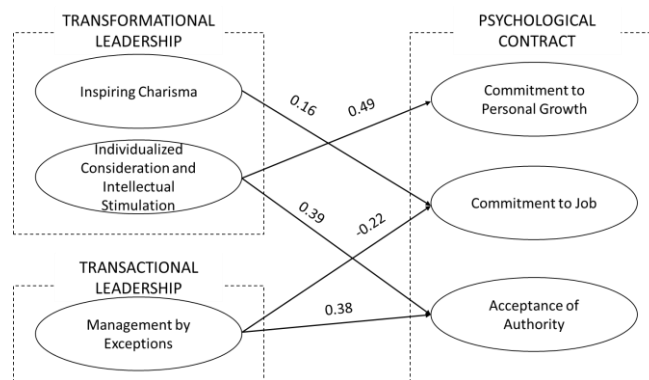 TRANSFORMATIONAL
LEADERSHIP
Inspiring Charisma
Individualized
Consideration and
Intellectual
Stimulation
TRANSACTIONAL
LEADERSHIP
Management by
Exceptions
0.16
0.49
0.39
-0.22
0.38
PSYCHOLOGICAL
CONTRACT
Commitment to
Personal Growth
Commitment to Job
Acceptance of
Authority